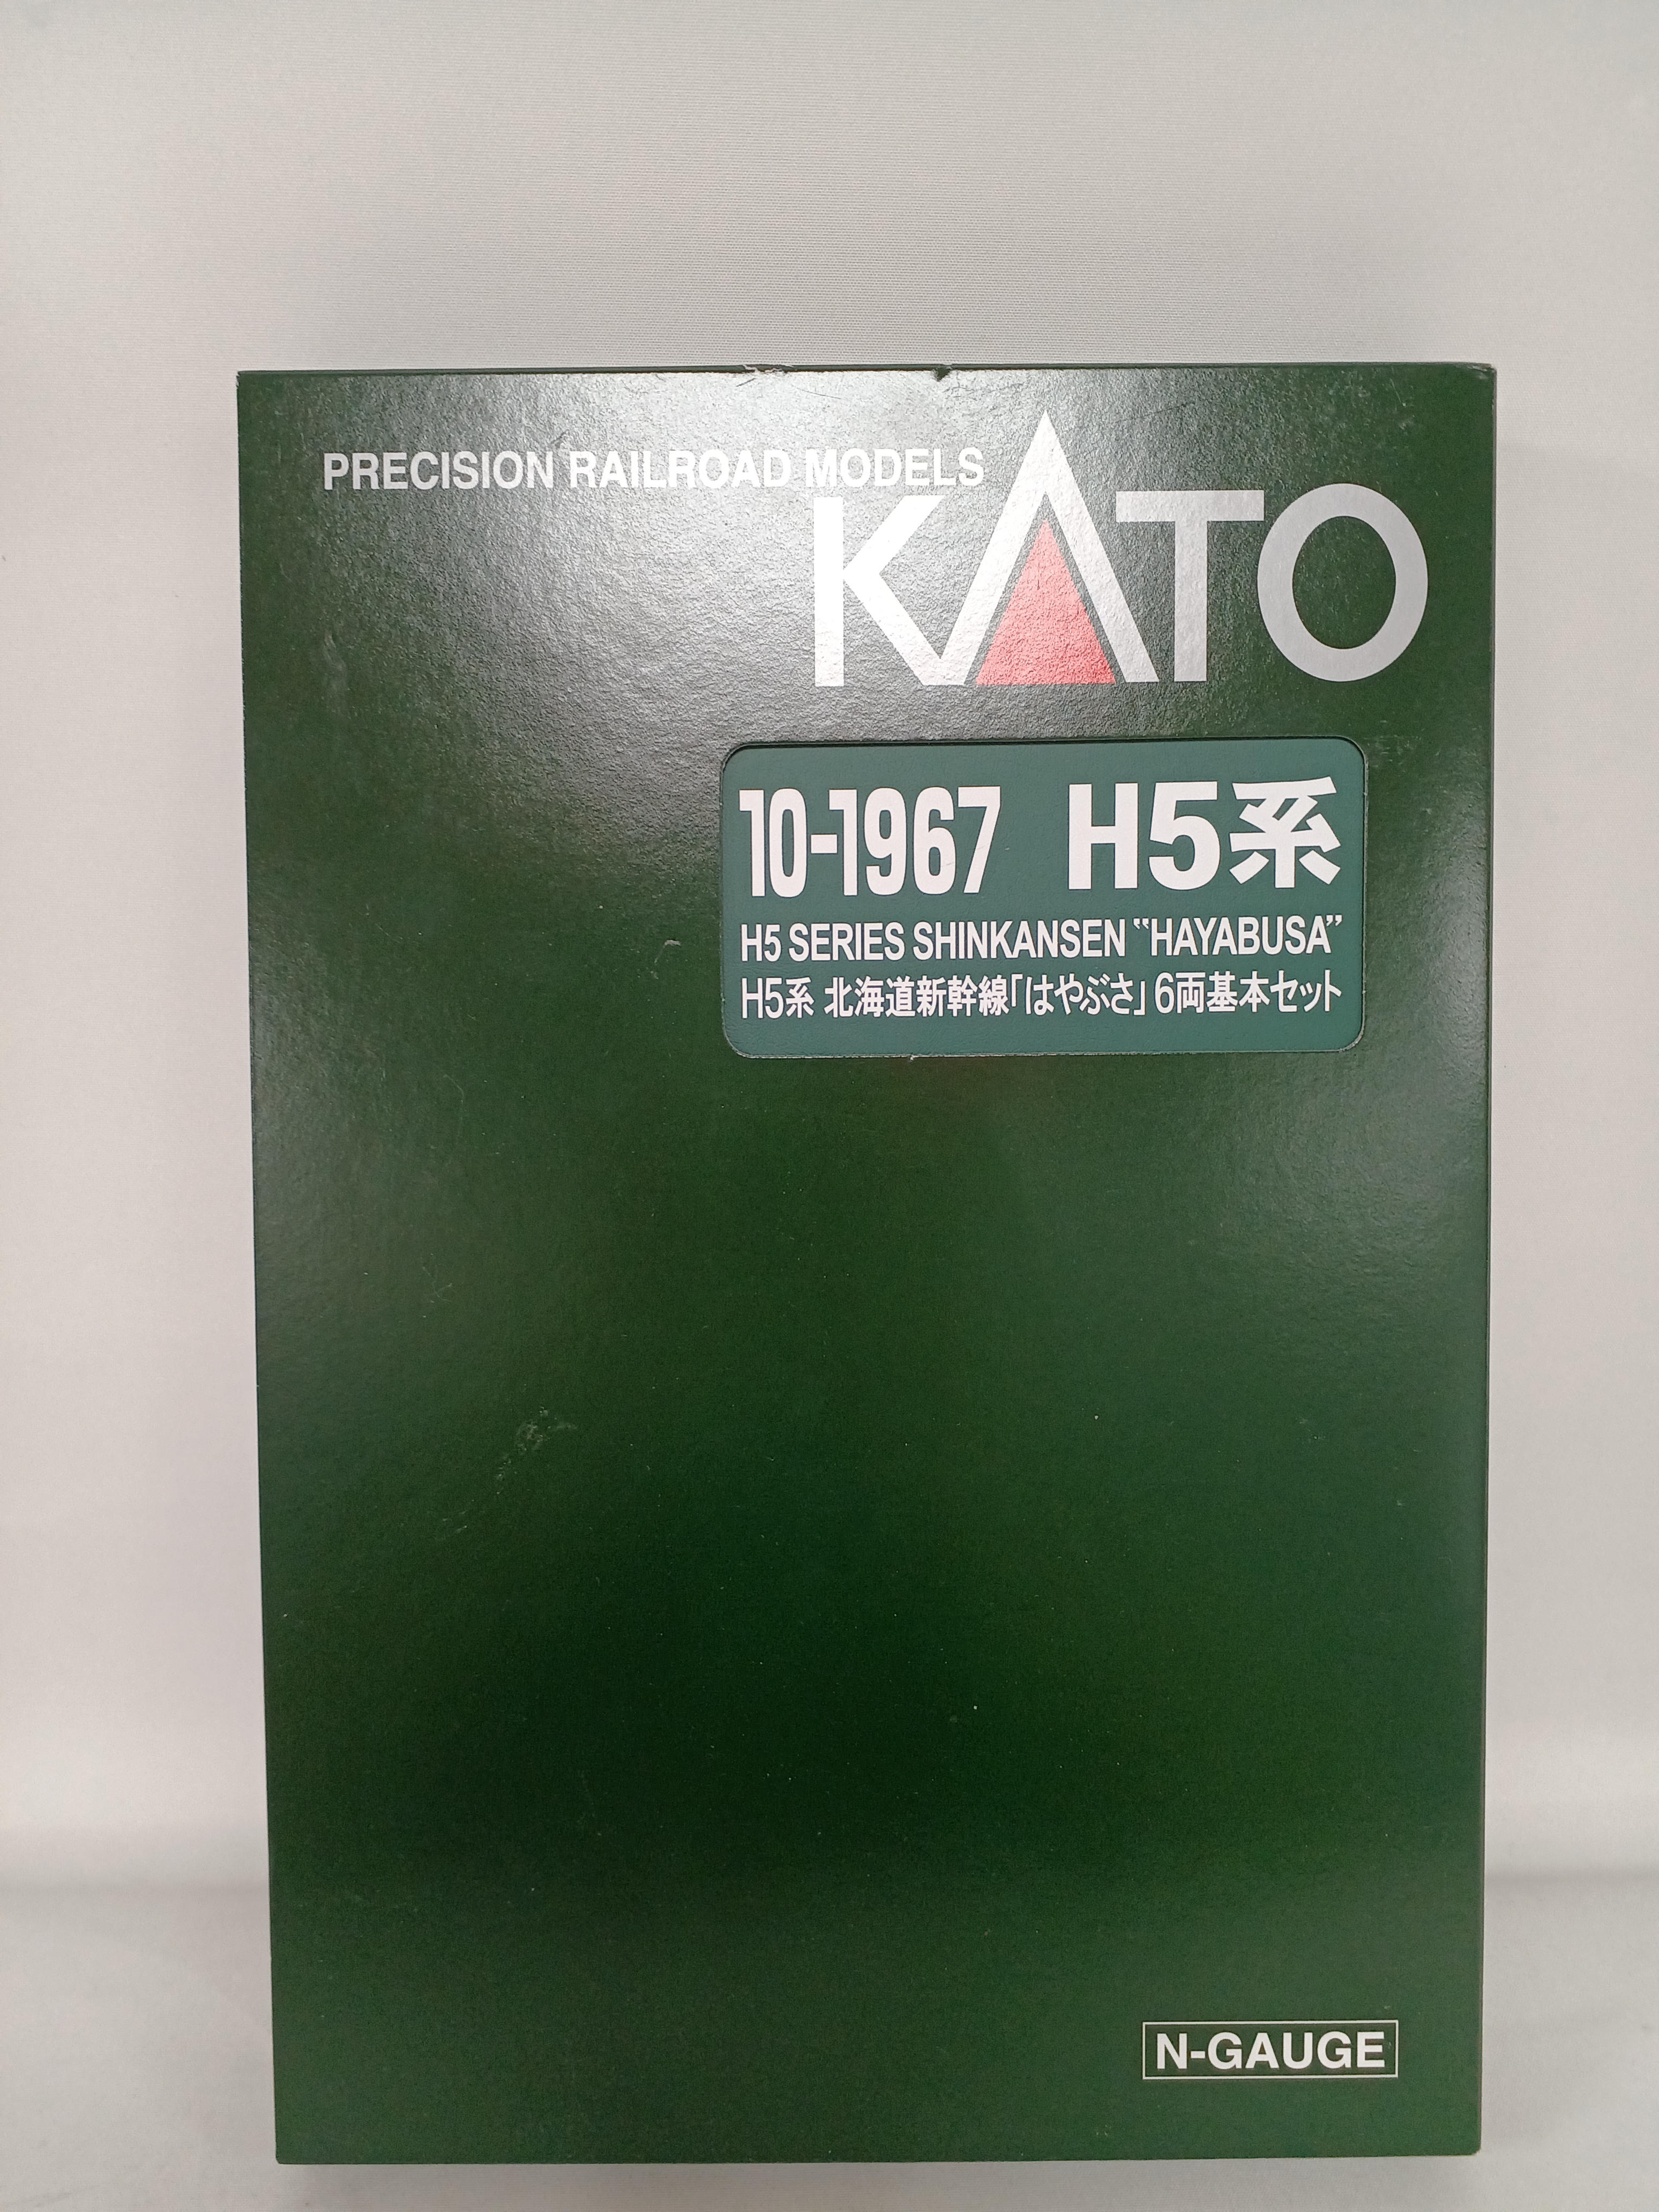 PRECISION RAILROAD MODELS
KATO
10-1967 H5系
H5 SERIES SHINKANSEN "HAYABUSA"
H5系 北海道新幹線「はやぶさ」6両基本セット
N-GAUGE